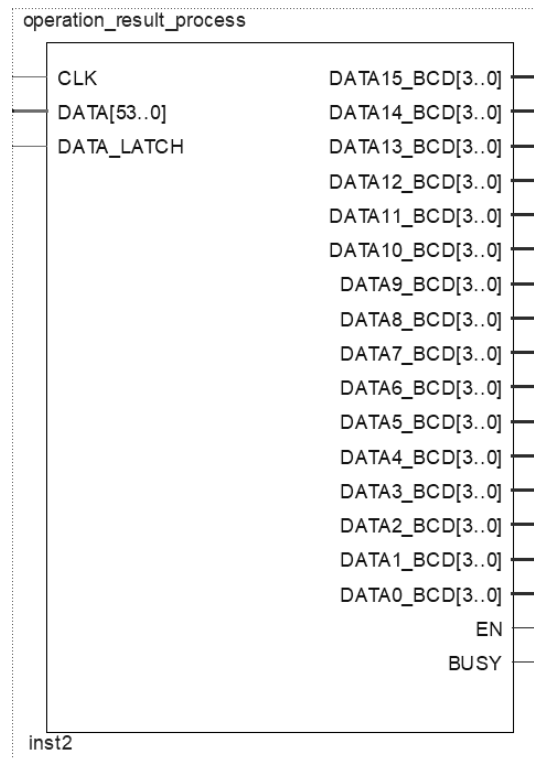 operation_result_process
CLK DATA15_BCD[3..0]
DATA[53..0] DATA14_BCD[3..0]
DATA_LATCH DATA13_BCD[3..0]
DATA12_BCD[3..0]
DATA11_BCD[3..0]
DATA10_BCD[3..0]
DATA9_BCD[3..0]
DATA8_BCD[3..0]
DATA7_BCD[3..0]
DATA6_BCD[3..0]
DATA5_BCD[3..0]
DATA4_BCD[3..0]
DATA3_BCD[3..0]
DATA2_BCD[3..0]
DATA1_BCD[3..0]
DATA0_BCD[3..0]
EN
BUSY
inst2